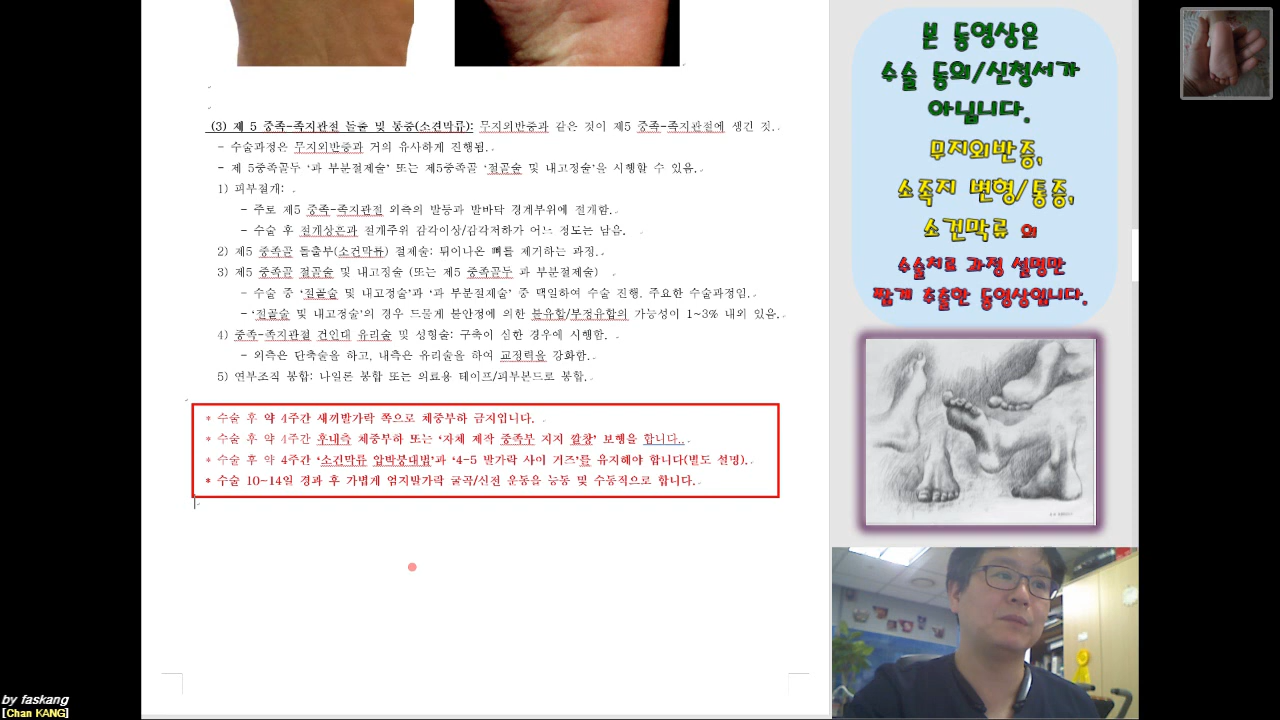 (3) 제 5 중족-족지관절 돌출 및 통증(소건막류): 무지외반증과 같은 것이 제5 중족-족지관절에 생긴 것.
- 수술과정은 무지외반증과 거의 유사하게 진행됨.
- 제 5중족골두 '과 부분절제술' 또는 제5중족골 '절골술 및 내고정술'을 시행할 수 있음.
1) 피부절개:
- 주로 제5 중족-족지관절 외측의 발등과 발바닥 경계부위에 절개함.
- 수술 후 절개상흔과 절개주위 감각이상/감각저하가 어느 정도는 남음.
2) 제5 중족골 돌출부(소건막류) 절제술: 튀어나온 뼈를 제거하는 과정.
3) 제5 중족골 절골술 및 내고정술 (또는 제5 중족골두 과 부분절제술)
- 수술 중 '절골술 및 내고정술'과 '과 부분절제술' 중 택일하여 수술 진행. 주요한 수술과정임.
- '절골술 및 내고정술'의 경우 드물게 불안정에 의한 불유합/부정유합의 가능성이 1~3% 내외 있음.
4) 중족-족지관절 건인대 유리술 및 성형술: 구축이 심한 경우에 시행함.
- 외측은 단축술을 하고, 내측은 유리술을 하여 교정력을 강화함.
5) 연부조직 봉합: 나일론 봉합 또는 의료용 테이프/피부본드로 봉합.
* 수술 후 약 4주간 새끼발가락 쪽으로 체중부하 금지입니다.
* 수술 후 약 4주간 후내측 체중부하 또는 '자체 제작 중족부 지지 깔창' 보행을 합니다..
* 수술 후 약 4주간 '소건막류 압박붕대법'과 '4-5 발가락 사이 거즈'를 유지해야 합니다(별도 설명).
* 수술 10~14일 경과 후 가볍게 엄지발가락 굴곡/신전 운동을 능동 및 수동적으로 합니다.
본 동영상은
수술 동의/신청서가
아닙니다.
무지외반증,
소족지 변형/통증,
소건막류 의
수술치료 과정 설명만
짧게 추출한 동영상입니다.
by faskang
[Chan KANG]